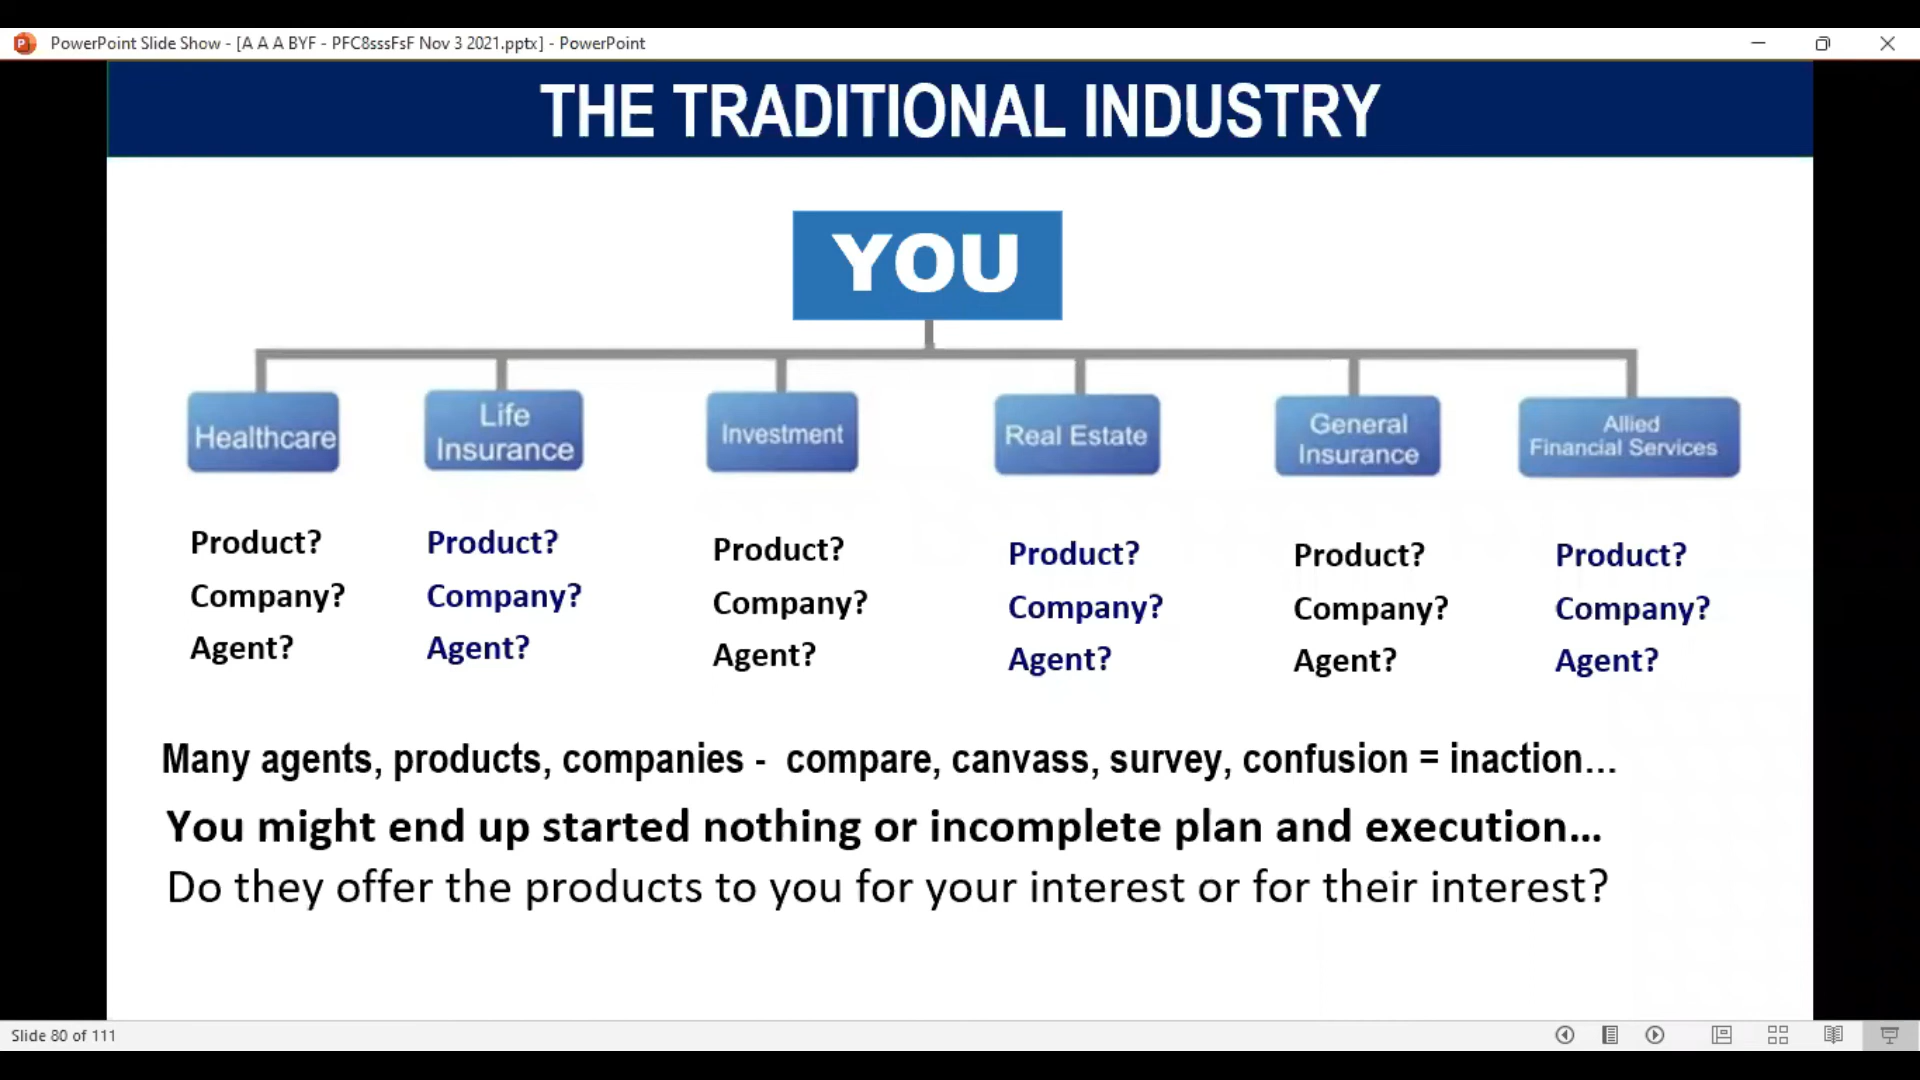 PowerPoint Slide Show - [A A A BYF - PFC8sssFsF Nov 3 2021.pptx] - PowerPoint
THE TRADITIONAL INDUSTRY
YOU
Healthcare
Life
Insurance
Investment
Real Estate
General
Insurance
Allied
Financial Services
Product?
Company?
Agent?
Product?
Company?
Agent?
Product?
Company?
Agent?
Product?
Company?
Agent?
Product?
Company?
Agent?
Product?
Company?
Agent?
Many agents, products, companies - compare, canvass, survey, confusion = inaction...
You might end up started nothing or incomplete plan and execution...
Do they offer the products to you for your interest or for their interest?
Slide 80 of 111